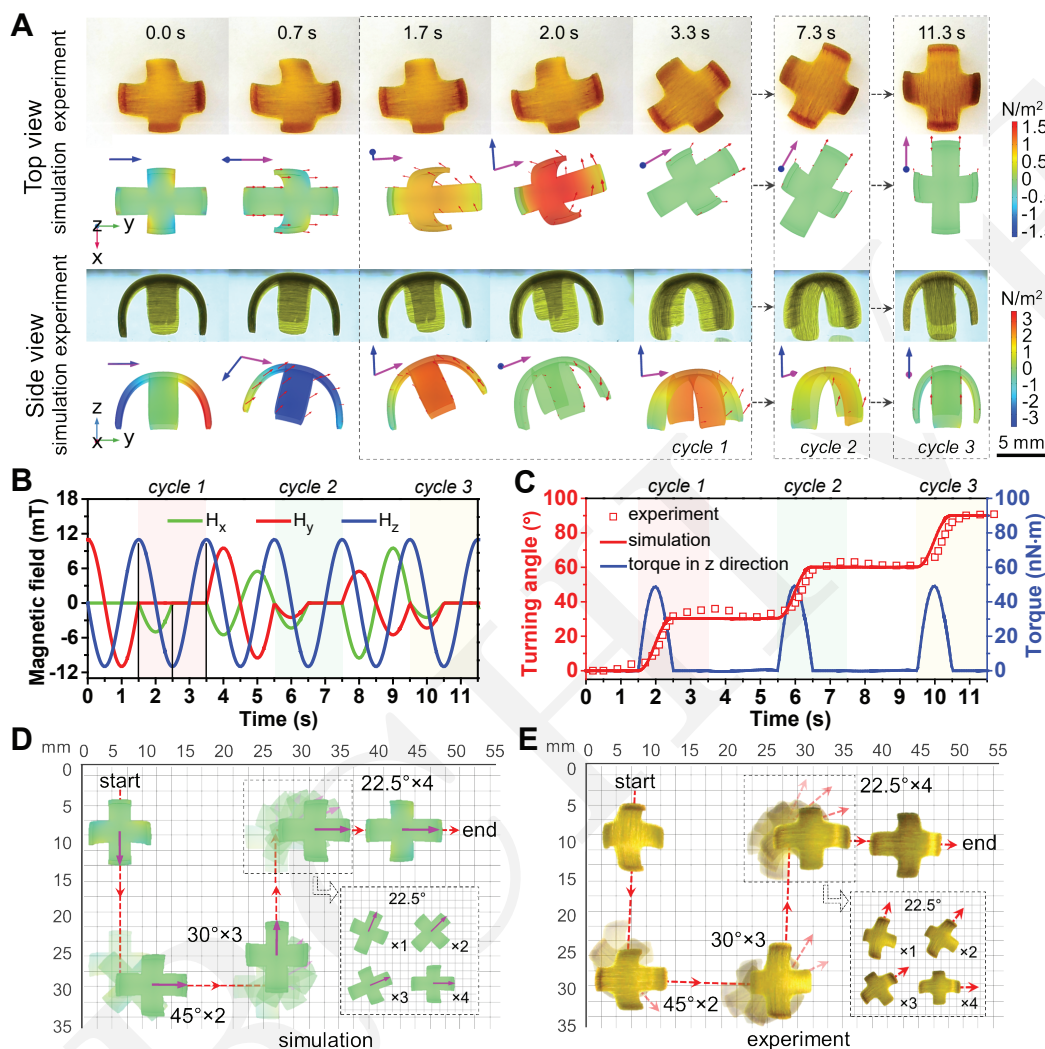 A
Top view
simulation experiment
0.0 s 0.7 s 1.7 s 2.0 s 3.3 s 7.3 s 11.3 s
N/m²
1.5
1
0.5
0
-0.5
-1
-1.5
z y
x
Side view
simulation experiment
N/m²
3
2
1
0
-1
-2
-3
z
x y
cycle 1 cycle 2 cycle 3
5 mm
B
cycle 1 cycle 2 cycle 3
Hx Hy Hz
Magnetic field (mT)
18
12
6
0
-6
-12
0 1 2 3 4 5 6 7 8 9 10 11
Time (s)
C
cycle 1 cycle 2 cycle 3
experiment
simulation
torque in z direction
Turning angle (°)
100
80
60
40
20
0
Torque (nN·m)
100
80
60
40
20
0
0 1 2 3 4 5 6 7 8 9 10 11
Time (s)
D
mm 0 5 10 15 20 25 30 35 40 45 50 55
0
5
10
15
20
25
30
35
start
22.5°×4
end
22.5°
×1 ×2
×3 ×4
30°×3
45°×2
simulation
E
mm 0 5 10 15 20 25 30 35 40 45 50 55
0
5
10
15
20
25
30
35
start
22.5°×4
end
22.5°
×1 ×2
×3 ×4
30°×3
45°×2
experiment